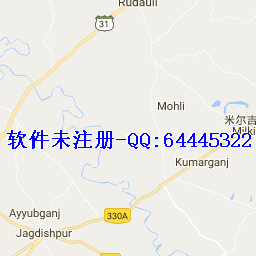 Rudauli
31
Mohli
米尔吉
Milki
软件未注册-QQ:64445322
Kumarganj
Ayyubganj
330A
Jagdishpur